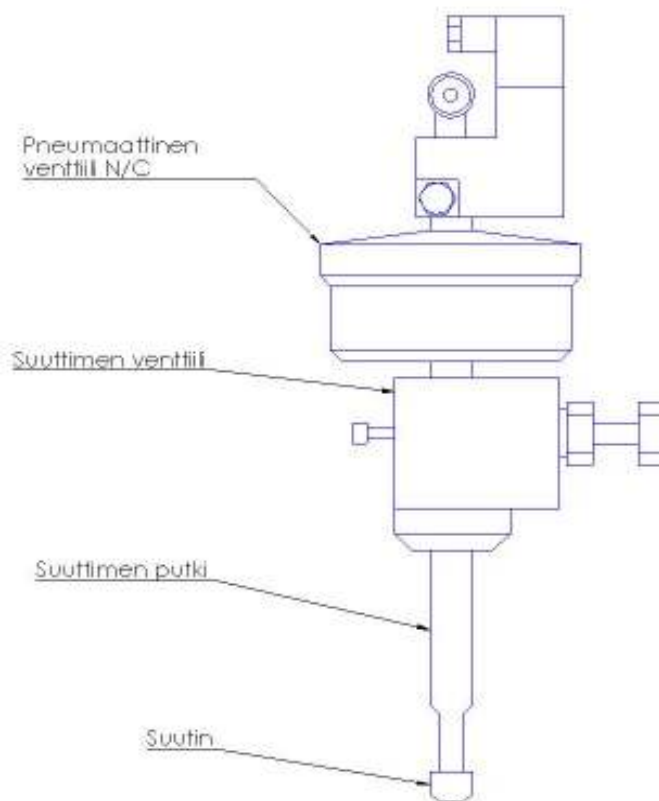 Pneumaattinen
venttiili N/C
Suuttimen venttiili
Suuttimen putki
Suutin